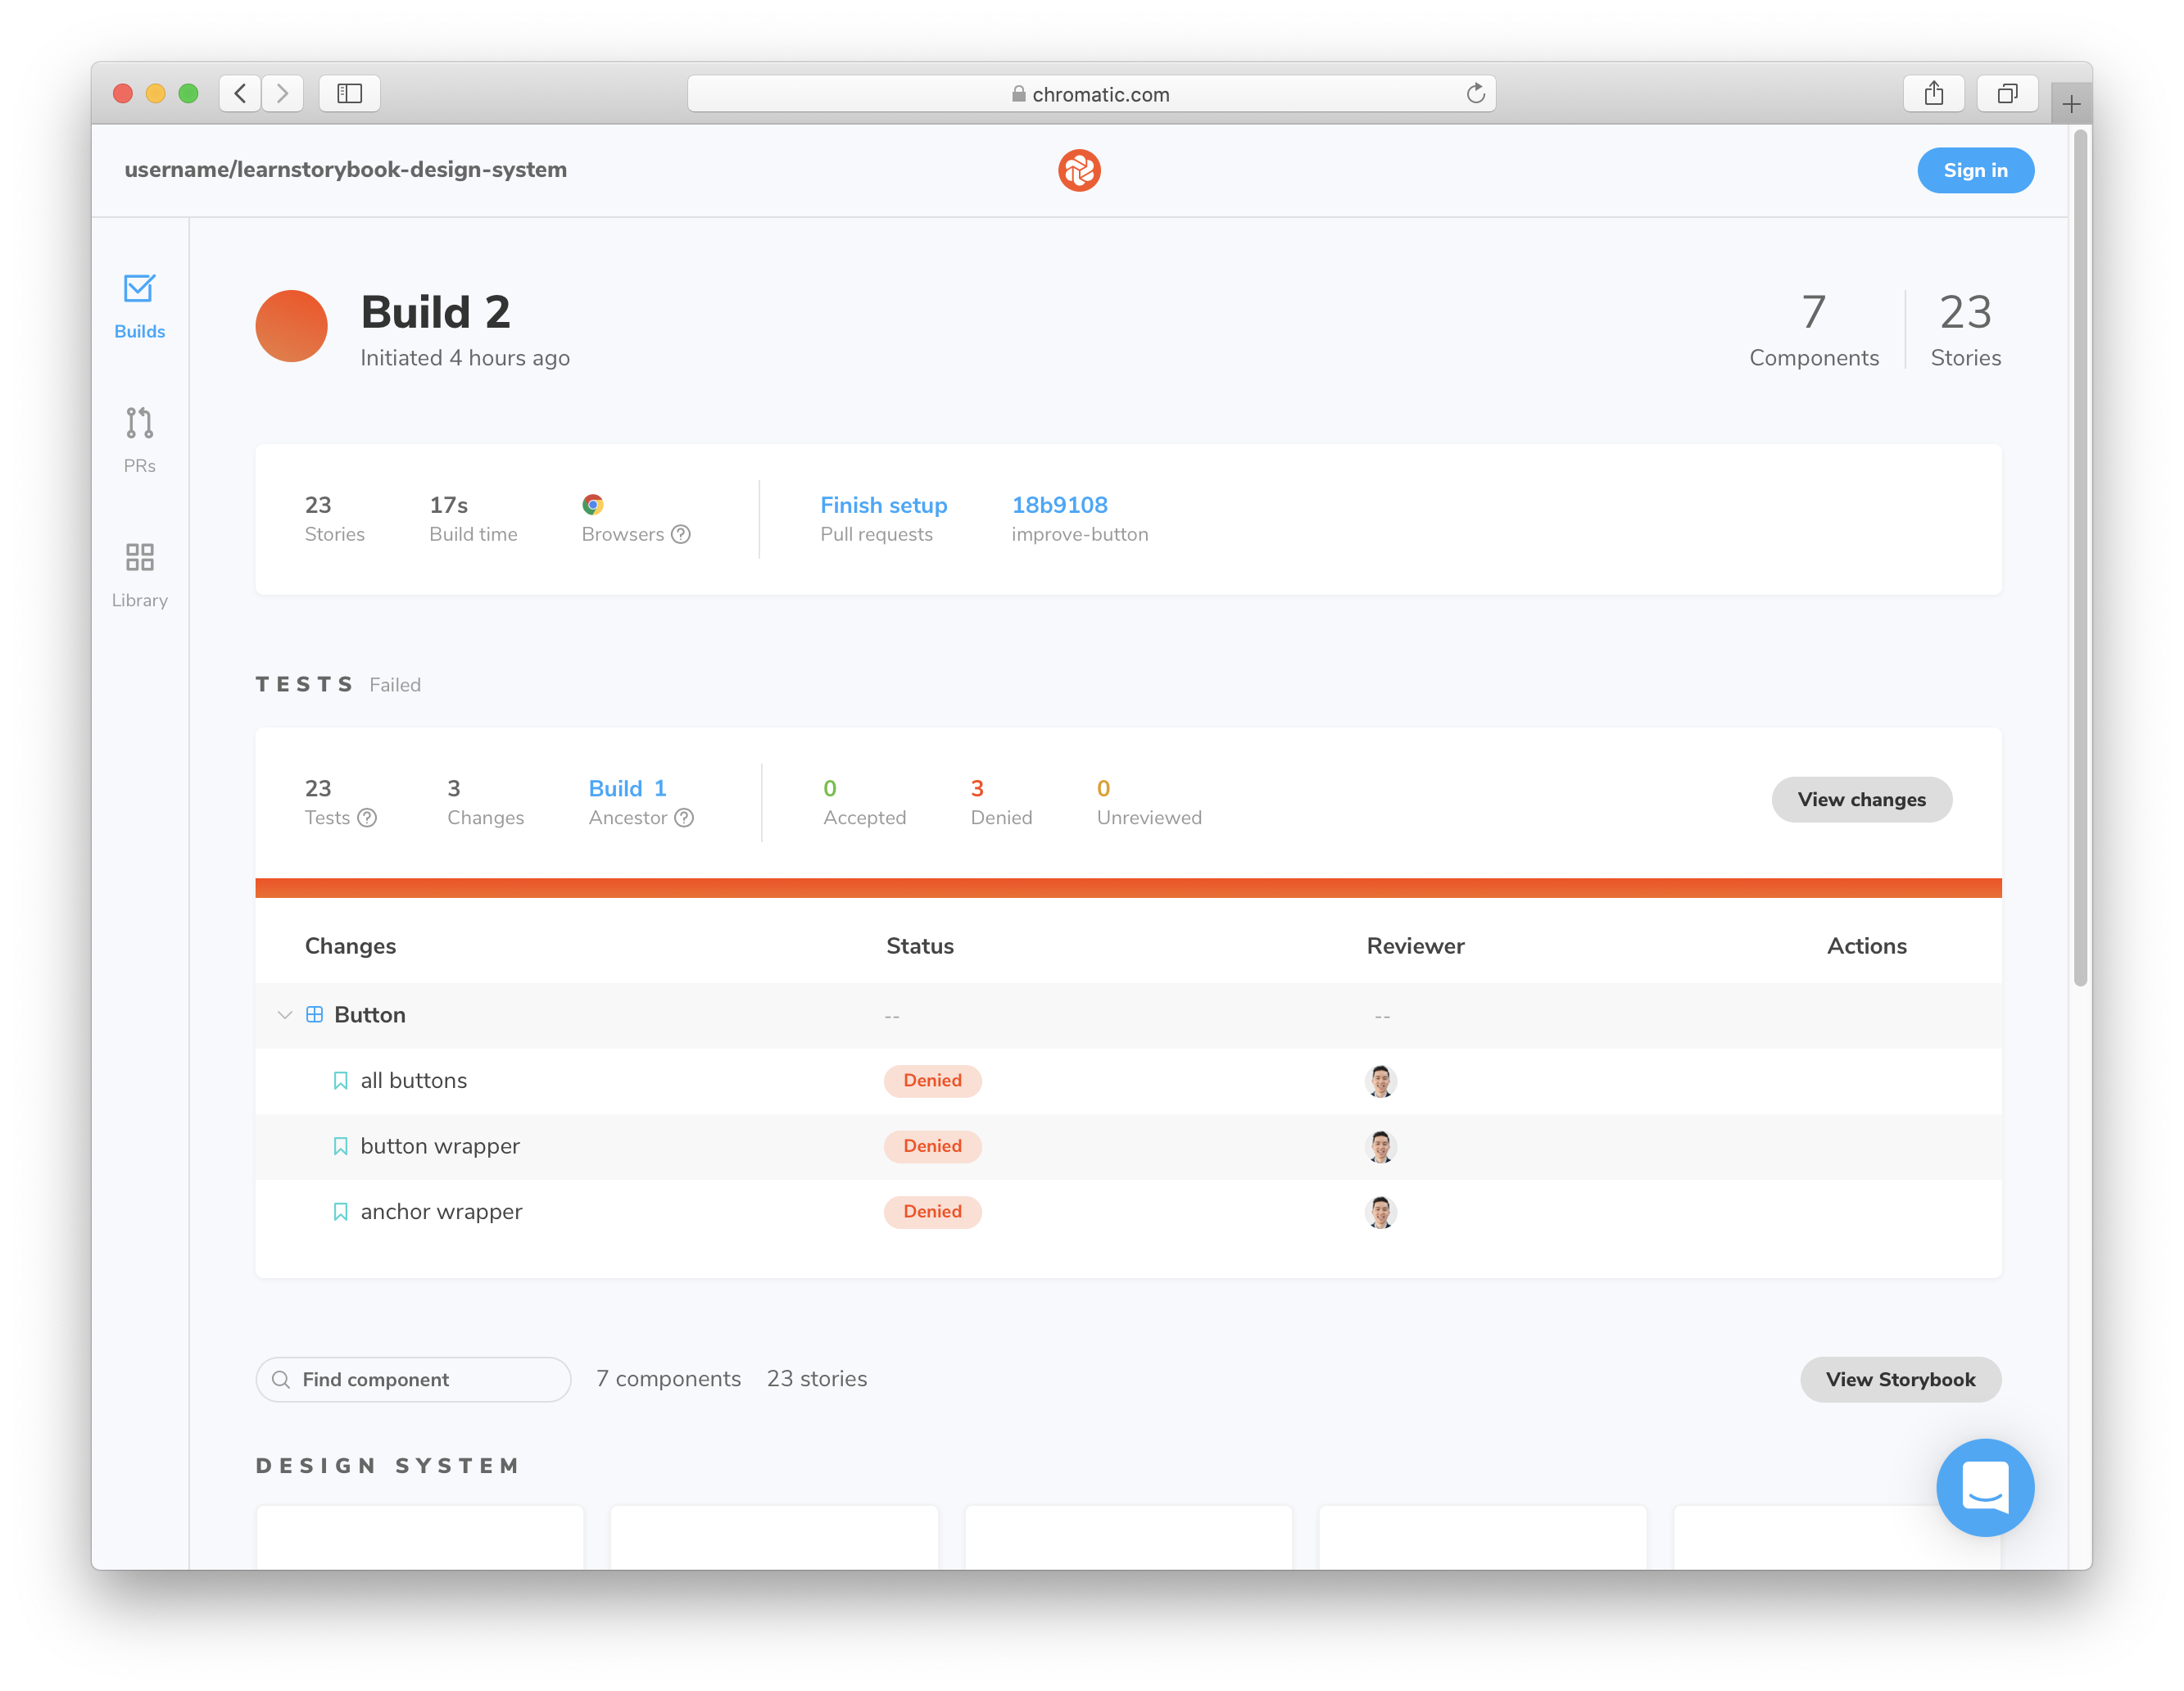 chromatic.com
username/learnstorybook-design-system
Sign in
Builds
PRs
Library
Build 2
Initiated 4 hours ago
7
Components
23
Stories
23
Stories
17s
Build time
Browsers ?
Finish setup
Pull requests
18b9108
improve-button
TESTS Failed
23
Tests ?
3
Changes
Build 1
Ancestor ?
0
Accepted
3
Denied
0
Unreviewed
View changes
Changes Status Reviewer Actions
Button -- --
all buttons Denied
button wrapper Denied
anchor wrapper Denied
Find component 7 components 23 stories View Storybook
DESIGN SYSTEM